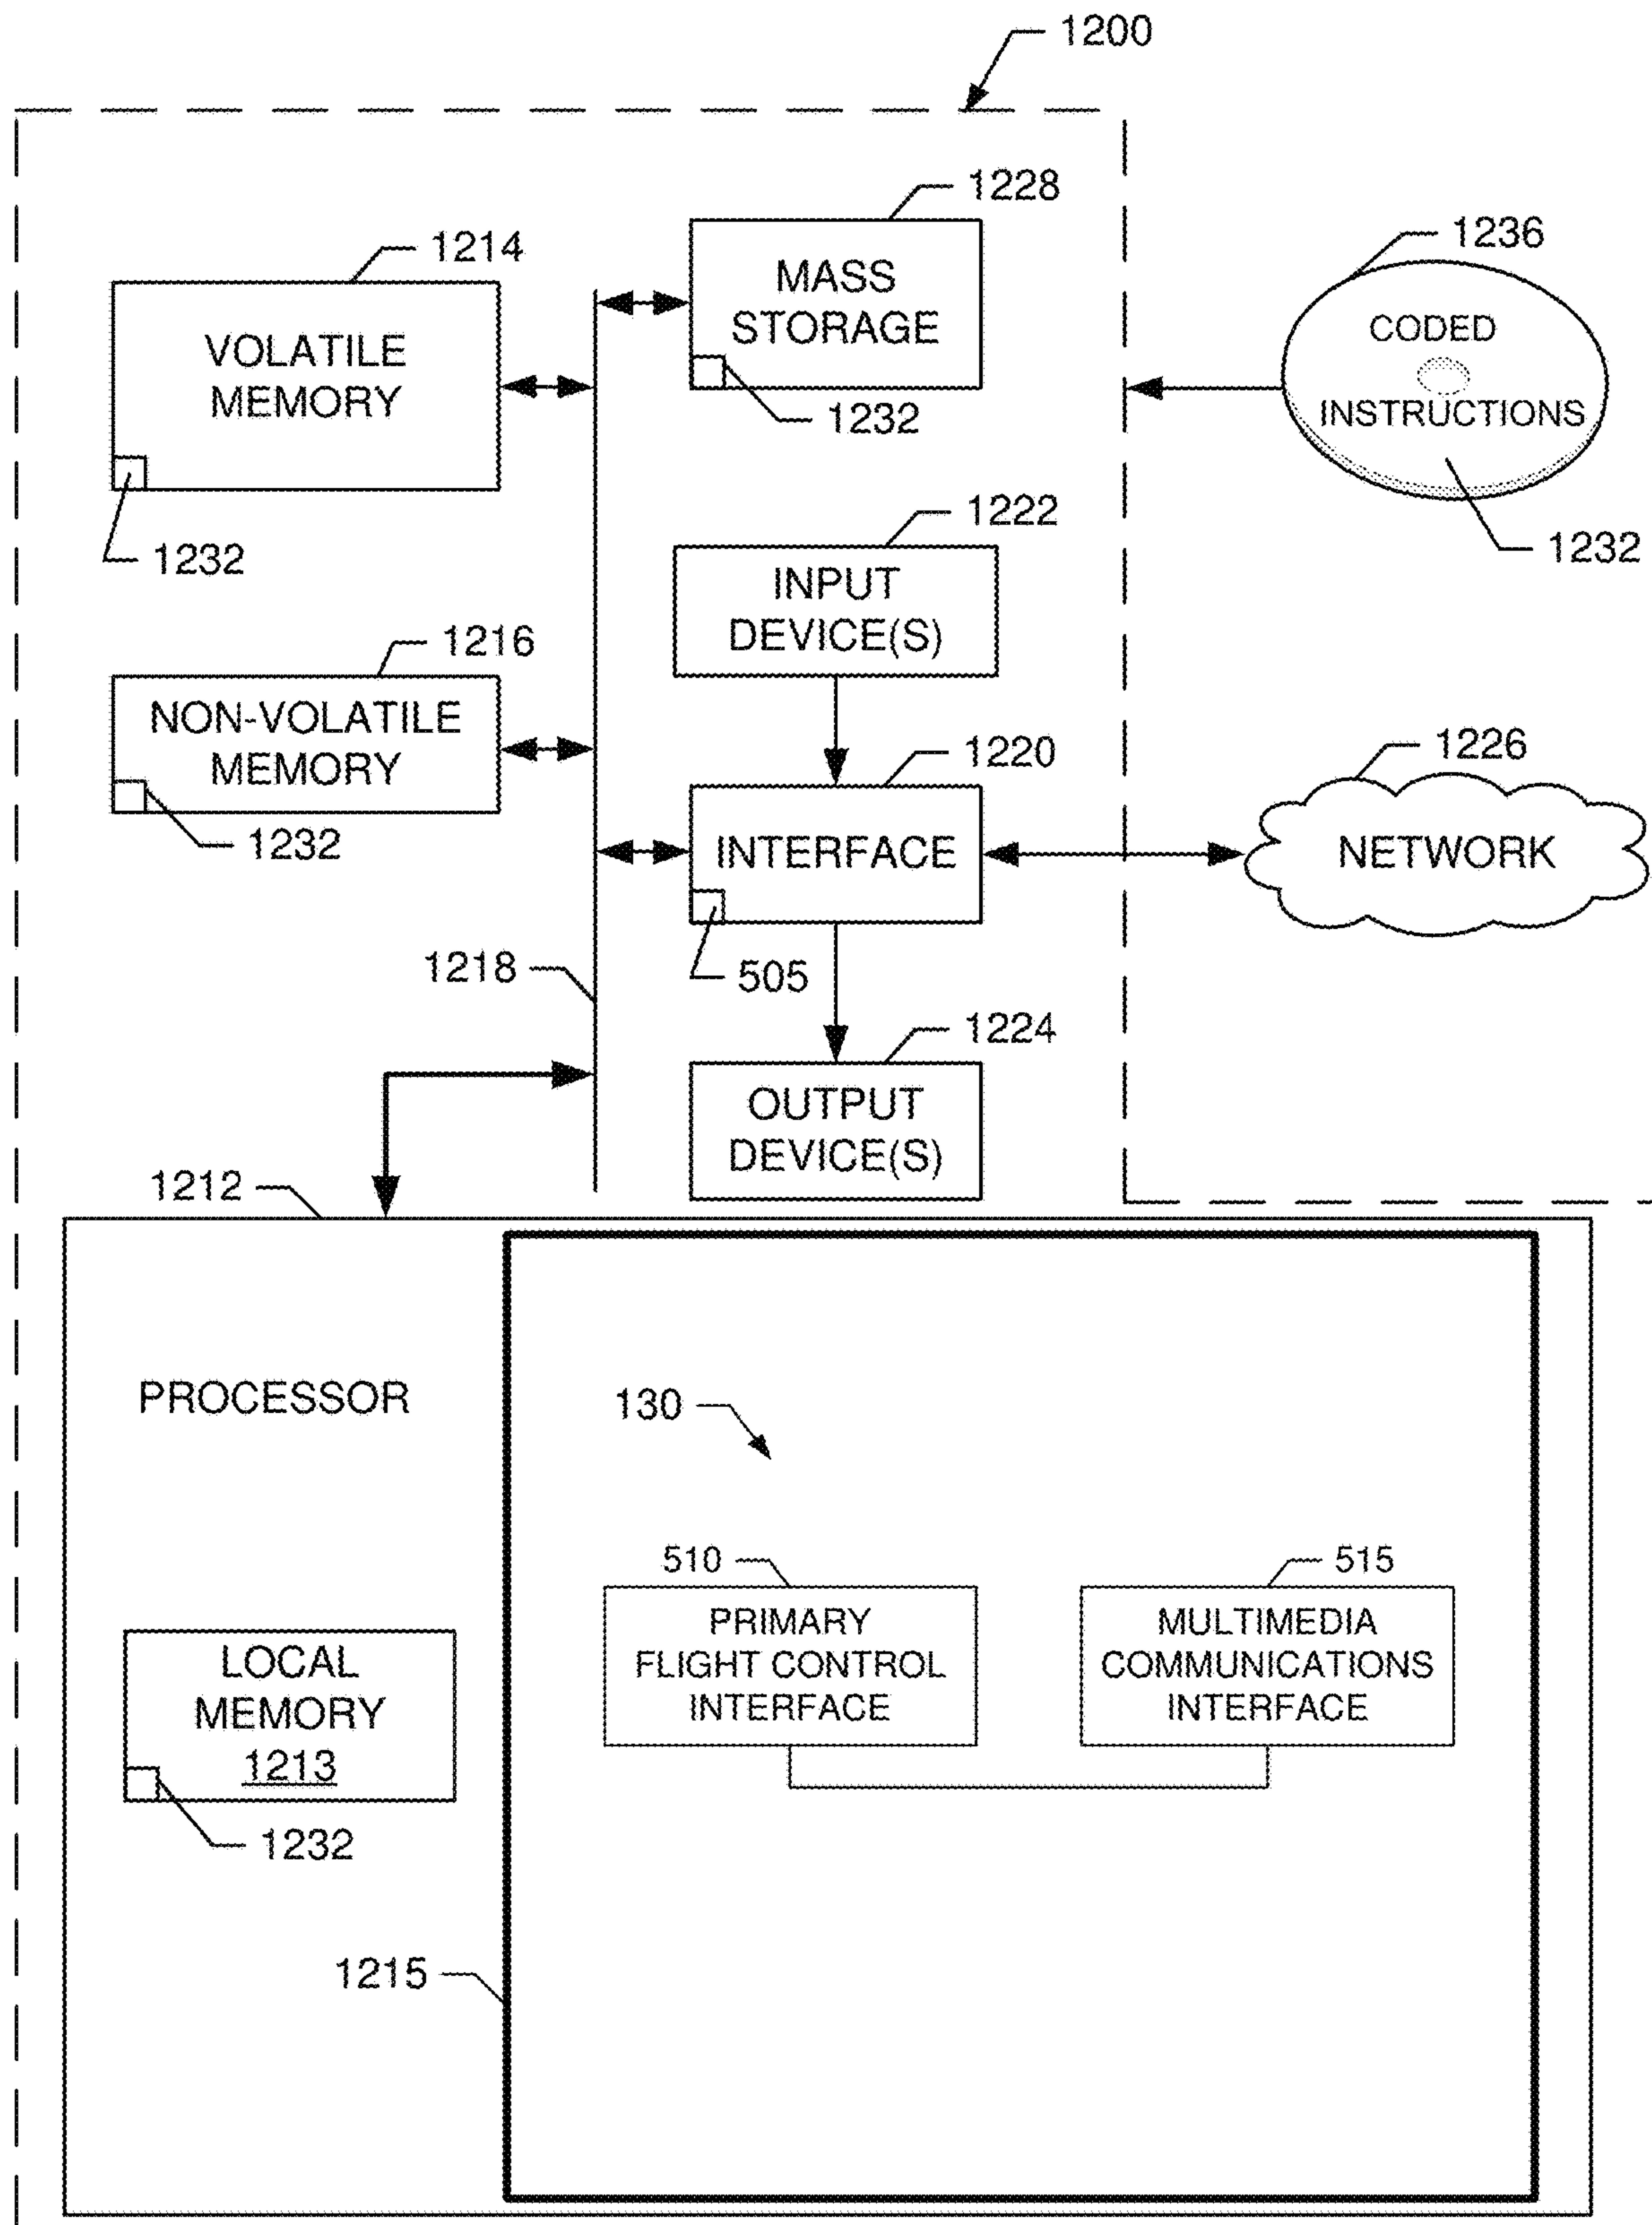 1200
1228
MASS
STORAGE
1232
1214
VOLATILE
MEMORY
1232
1236
CODED
INSTRUCTIONS
1232
1222
INPUT
DEVICE(S)
1216
NON-VOLATILE
MEMORY
1232
1220
INTERFACE
505
1226
NETWORK
1218
1224
OUTPUT
DEVICE(S)
1212
PROCESSOR
130
510
PRIMARY
FLIGHT CONTROL
INTERFACE
515
MULTIMEDIA
COMMUNICATIONS
INTERFACE
LOCAL
MEMORY
1213
1232
1215